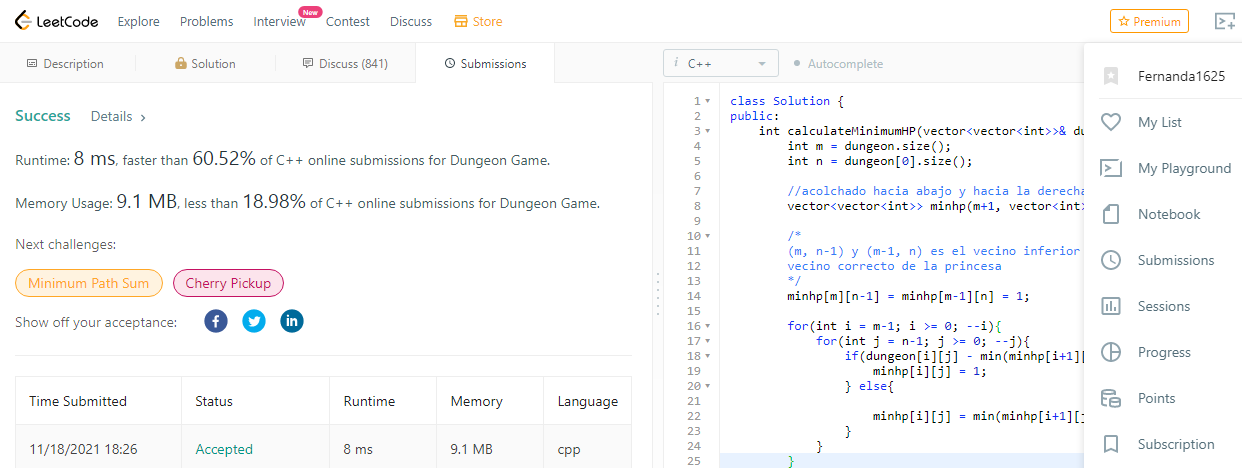 LeetCode Explore Problems Interview New Contest Discuss Store Premium
Description Solution Discuss (841) Submissions
i C++ Autocomplete
Fernanda1625
My List
My Playground
Notebook
Submissions
Sessions
Progress
Points
Subscription
Success Details >
Runtime: 8 ms, faster than 60.52% of C++ online submissions for Dungeon Game.
Memory Usage: 9.1 MB, less than 18.98% of C++ online submissions for Dungeon Game.
Next challenges:
Minimum Path Sum Cherry Pickup
Show off your acceptance:
Time Submitted Status Runtime Memory Language
11/18/2021 18:26 Accepted 8 ms 9.1 MB cpp
1 class Solution {
2 public:
3 int calculateMinimumHP(vector<vector<int>>& du
4 int m = dungeon.size();
5 int n = dungeon[0].size();
6
7 //acolchado hacia abajo y hacia la derecha
8 vector<vector<int>> minhp(m+1, vector<int
9
10 /*
11 (m, n-1) y (m-1, n) es el vecino inferior
12 vecino correcto de la princesa
13 */
14 minhp[m][n-1] = minhp[m-1][n] = 1;
15
16 for(int i = m-1; i >= 0; --i){
17 for(int j = n-1; j >= 0; --j){
18 if(dungeon[i][j] - min(minhp[i+1][
19 minhp[i][j] = 1;
20 } else{
21
22 minhp[i][j] = min(minhp[i+1][j
23 }
24 }
25 }